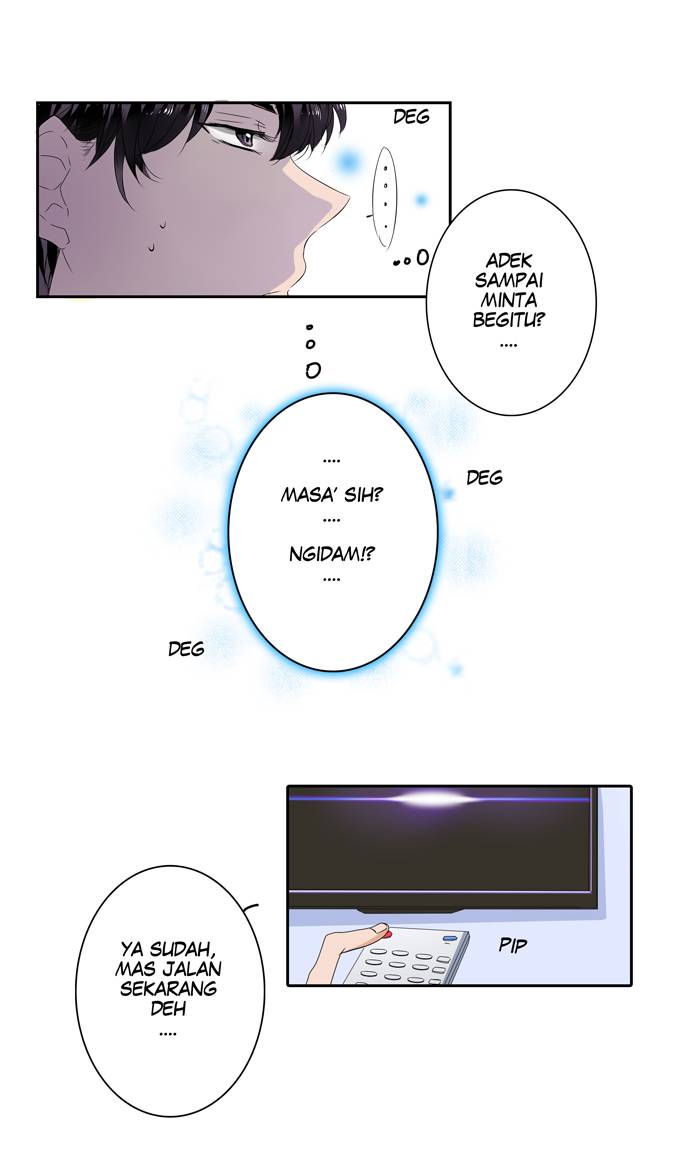 DEG
....
ADEK
SAMPAI
MINTA
BEGITU?
....
....
MASA' SIH?
....
NGIDAM!?
....
DEG
DEG
PIP
YA SUDAH,
MAS JALAN
SEKARANG
DEH
....